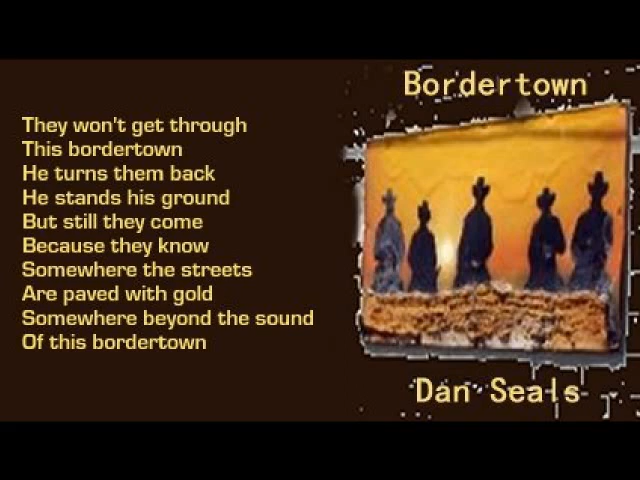 Bordertown
They won't get through
This bordertown
He turns them back
He stands his ground
But still they come
Because they know
Somewhere the streets
Are paved with gold
Somewhere beyond the sound
Of this bordertown
Dan Seals